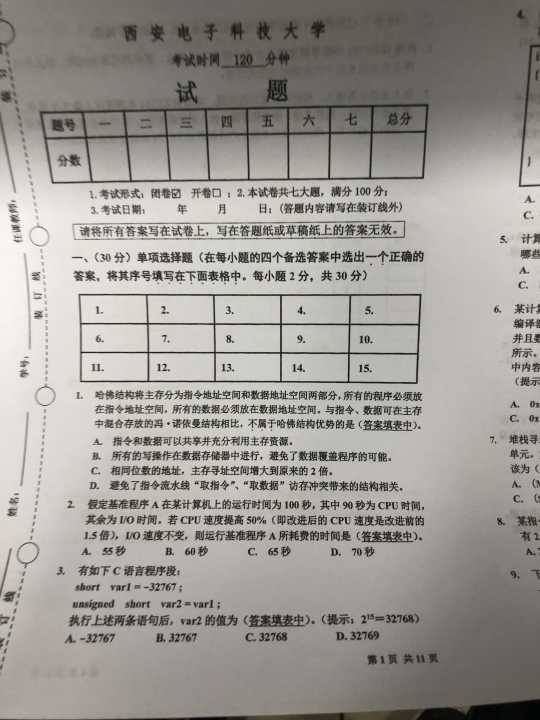 西安电子科技大学
考试时间 120 分钟
试 题
题号 一 二 三 四 五 六 七 总分
分数
1.考试形式：闭卷☑ 开卷□；2.本试卷共七大题，满分 100 分；
3.考试日期： 年 月 日；（答题内容请写在装订线外）
请将所有答案写在试卷上，写在答题纸或草稿纸上的答案无效。
一、（30 分）单项选择题（在每小题的四个备选答案中选出一个正确的
答案，将其序号填写在下面表格中。每小题 2 分，共 30 分）
1. 2. 3. 4. 5.
6. 7. 8. 9. 10.
11. 12. 13. 14. 15.
1. 哈佛结构将主存分为指令地址空间和数据地址空间两部分，所有的程序必须放
在指令地址空间，所有的数据必须放在数据地址空间。与指令、数据可在主存
中混合存放的冯·诺依曼结构相比，不属于哈佛结构优势的是（答案填表中）。
A. 指令和数据可以共享并充分利用主存资源。
B. 所有的写操作在数据存储器中进行，避免了数据覆盖程序的可能。
C. 相同位数的地址，主存寻址空间增大到原来的 2 倍。
D. 避免了指令流水线“取指令”、“取数据”访存冲突带来的结构相关。
2. 假定基准程序 A 在某计算机上的运行时间为 100 秒，其中 90 秒为 CPU 时间，
其余为 I/O 时间。若 CPU 速度提高 50%（即改进后的 CPU 速度是改进前的
1.5 倍），I/O 速度不变，则运行基准程序 A 所耗费的时间是（答案填表中）。
A. 55 秒 B. 60 秒 C. 65 秒 D. 70 秒
3. 有如下 C 语言程序段：
short var1 = -32767 ;
unsigned short var2 = var1 ;
执行上述两条语句后，var2 的值为（答案填表中）。（提示：2¹⁵＝32768）
A. -32767 B. 32767 C. 32768 D. 32769
第 1 页 共 11 页
任课教师：
装 订 线
学号：
姓名：
4.
A.
C.
5. 计算
哪些
A.
C.
6. 某计算
编译器
并且数
所示。
中内容
（提示
A. 0x
C. 0x
7. 堆栈寻
单元。
该为（
A. （M
C. （
8. 某指
有 2
A.
9. 下